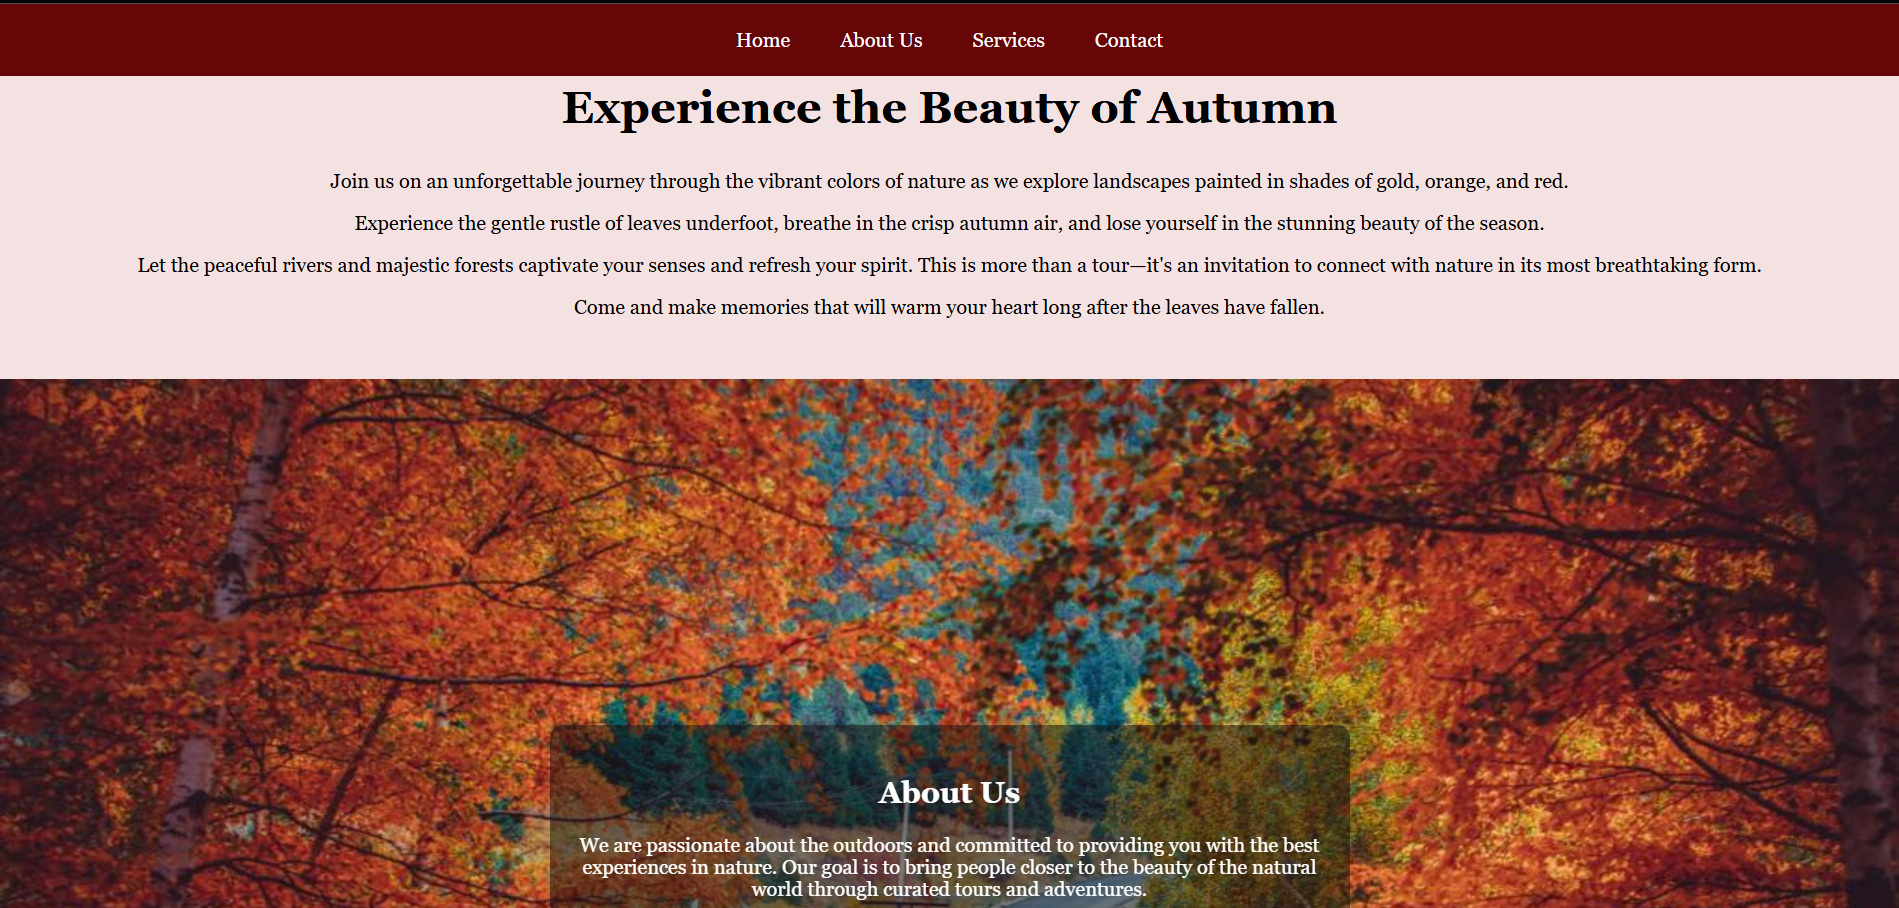 Home About Us Services Contact
Experience the Beauty of Autumn
Join us on an unforgettable journey through the vibrant colors of nature as we explore landscapes painted in shades of gold, orange, and red.
Experience the gentle rustle of leaves underfoot, breathe in the crisp autumn air, and lose yourself in the stunning beauty of the season.
Let the peaceful rivers and majestic forests captivate your senses and refresh your spirit. This is more than a tour—it's an invitation to connect with nature in its most breathtaking form.
Come and make memories that will warm your heart long after the leaves have fallen.
About Us
We are passionate about the outdoors and committed to providing you with the best
experiences in nature. Our goal is to bring people closer to the beauty of the natural
world through curated tours and adventures.